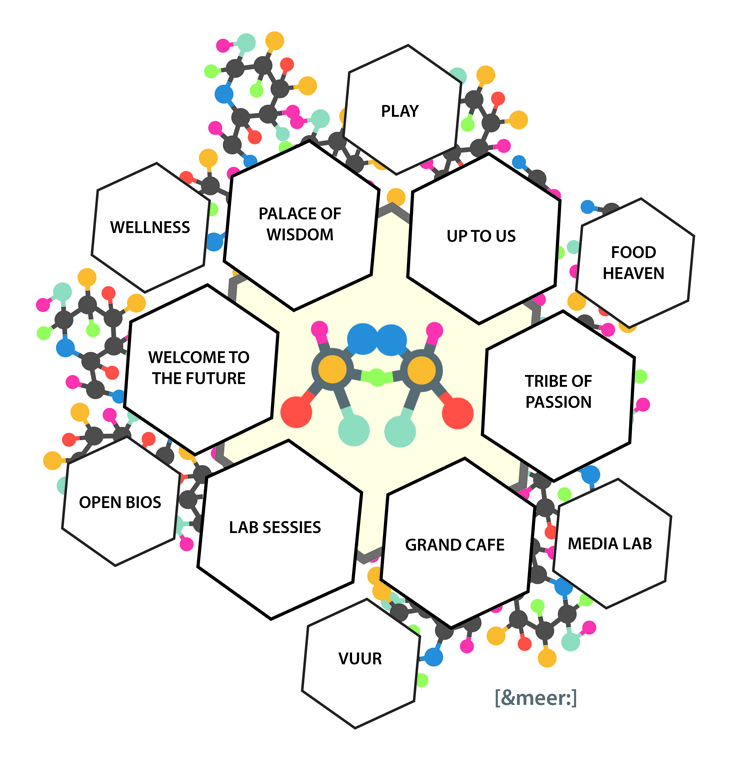 PLAY
WELLNESS
PALACE OF
WISDOM
UP TO US
FOOD
HEAVEN
WELCOME TO
THE FUTURE
TRIBE OF
PASSION
OPEN BIOS
LAB SESSIES
GRAND CAFE
MEDIA LAB
VUUR
[&meer:]